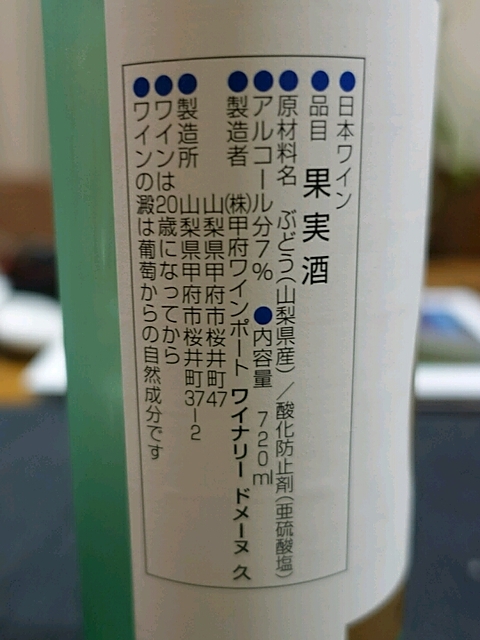 ●日本ワイン
●品目 果実酒
●原材料名 ぶどう(山梨県産)/酸化防止剤(亜硫酸塩)
●アルコール分7% ●内容量 720ml
●製造者 (株)甲府ワインポート ワイナリードメーヌ 久
山梨県甲府市桜井町47
●製造所 山梨県甲府市桜井町37-2
●ワインは20歳になってから
●ワインの澱は葡萄からの自然成分です